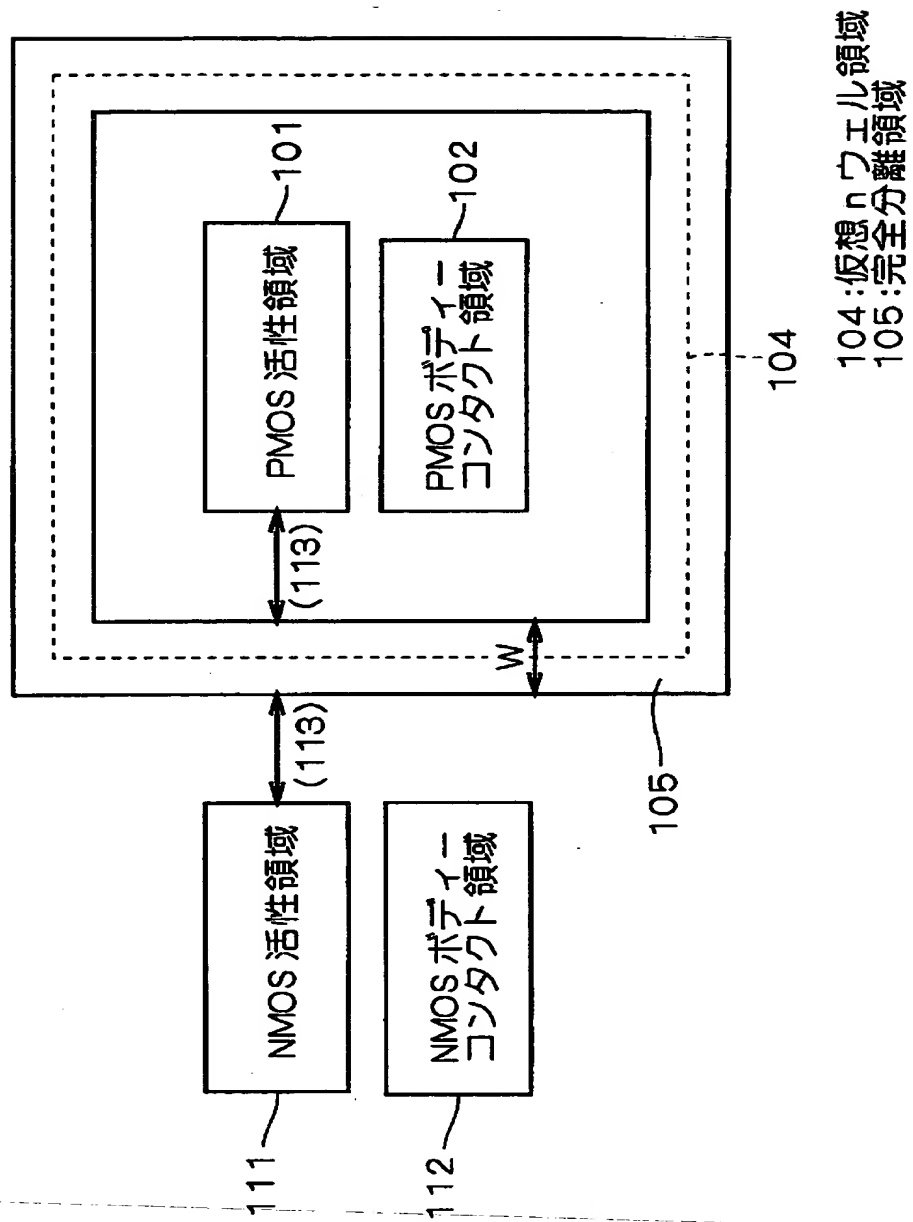 111
NMOS 活性領域
112
NMOS ボディー
コンタクト領域
(113)
(113)
W
105
PMOS 活性領域
101
PMOS ボディー
コンタクト領域
102
104
104:仮想nウェル領域
105:完全分離領域